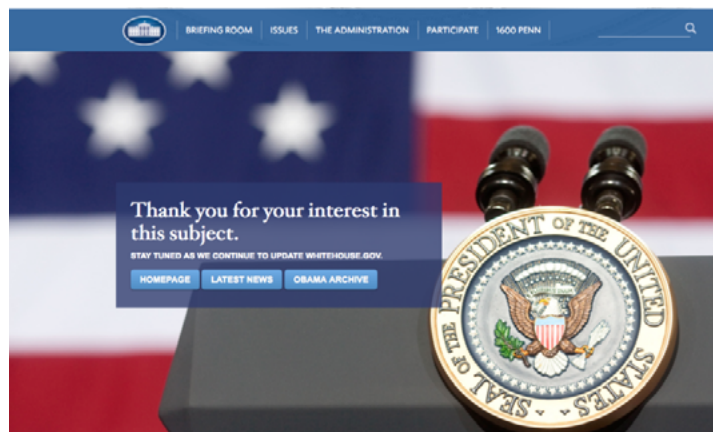 BRIEFING ROOM
ISSUES
THE ADMINISTRATION
PARTICIPATE
1600 PENN
Thank you for your interest in
this subject.
STAY TUNED AS WE CONTINUE TO UPDATE WHITEHOUSE.GOV.
HOMEPAGE
LATEST NEWS
OBAMA ARCHIVE
SEAL OF THE PRESIDENT OF THE UNITED STATES